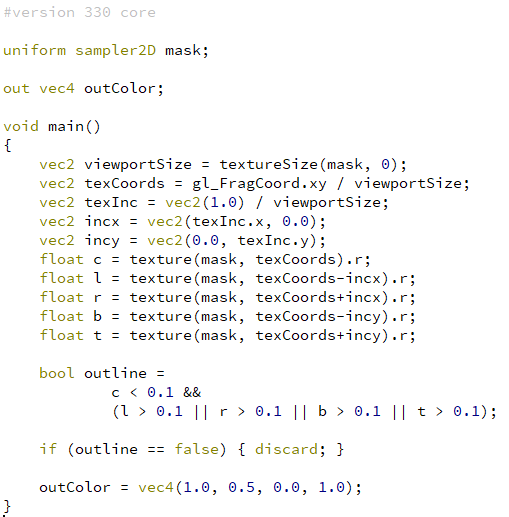 #version 330 core
uniform sampler2D mask;
out vec4 outColor;
void main()
{
vec2 viewportSize = textureSize(mask, 0);
vec2 texCoords = gl_FragCoord.xy / viewportSize;
vec2 texInc = vec2(1.0) / viewportSize;
vec2 incx = vec2(texInc.x, 0.0);
vec2 incy = vec2(0.0, texInc.y);
float c = texture(mask, texCoords).r;
float l = texture(mask, texCoords-incx).r;
float r = texture(mask, texCoords+incx).r;
float b = texture(mask, texCoords-incy).r;
float t = texture(mask, texCoords+incy).r;
bool outline =
c < 0.1 &&
(l > 0.1 || r > 0.1 || b > 0.1 || t > 0.1);
if (outline == false) { discard; }
outColor = vec4(1.0, 0.5, 0.0, 1.0);
}